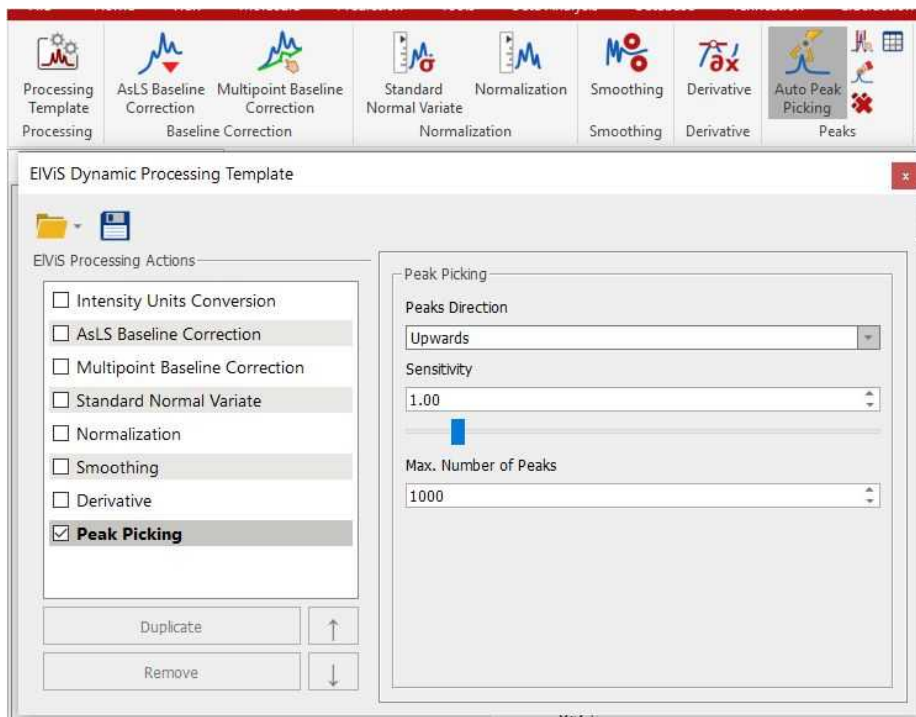 Processing Template
AsLS Baseline Correction
Multipoint Baseline Correction
Standard Normal Variate
Normalization
Smoothing
Derivative
Auto Peak Picking
Processing
Baseline Correction
Normalization
Smoothing
Derivative
Peaks
ElViS Dynamic Processing Template
ElViS Processing Actions
Intensity Units Conversion
AsLS Baseline Correction
Multipoint Baseline Correction
Standard Normal Variate
Normalization
Smoothing
Derivative
Peak Picking
Duplicate
Remove
Peak Picking
Peaks Direction
Upwards
Sensitivity
1.00
Max. Number of Peaks
1000